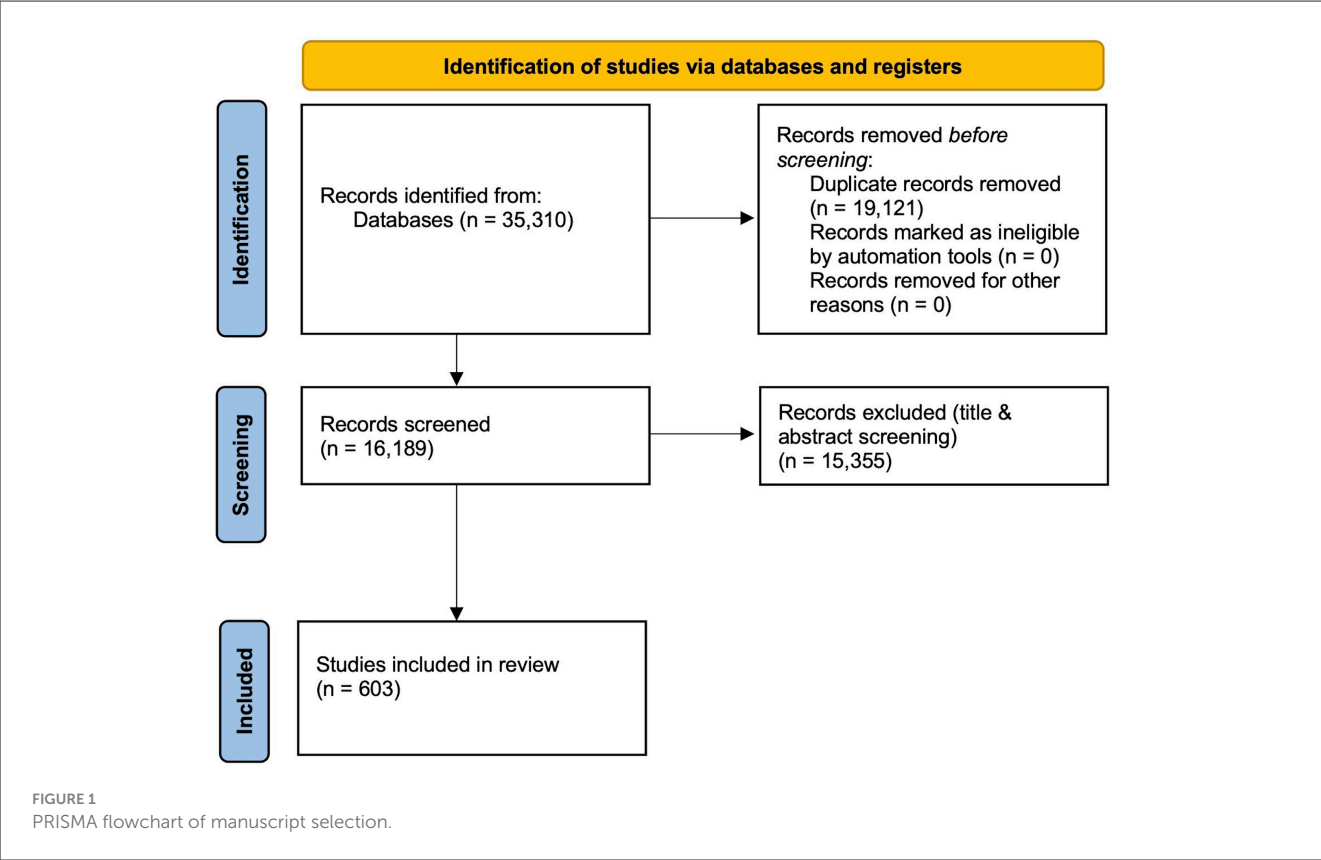 Identification of studies via databases and registers
Identification
Records identified from:
Databases (n = 35,310)
Records removed before
screening:
Duplicate records removed
(n = 19,121)
Records marked as ineligible
by automation tools (n = 0)
Records removed for other
reasons (n = 0)
Screening
Records screened
(n = 16,189)
Records excluded (title &
abstract screening)
(n = 15,355)
Included
Studies included in review
(n = 603)
FIGURE 1
PRISMA flowchart of manuscript selection.